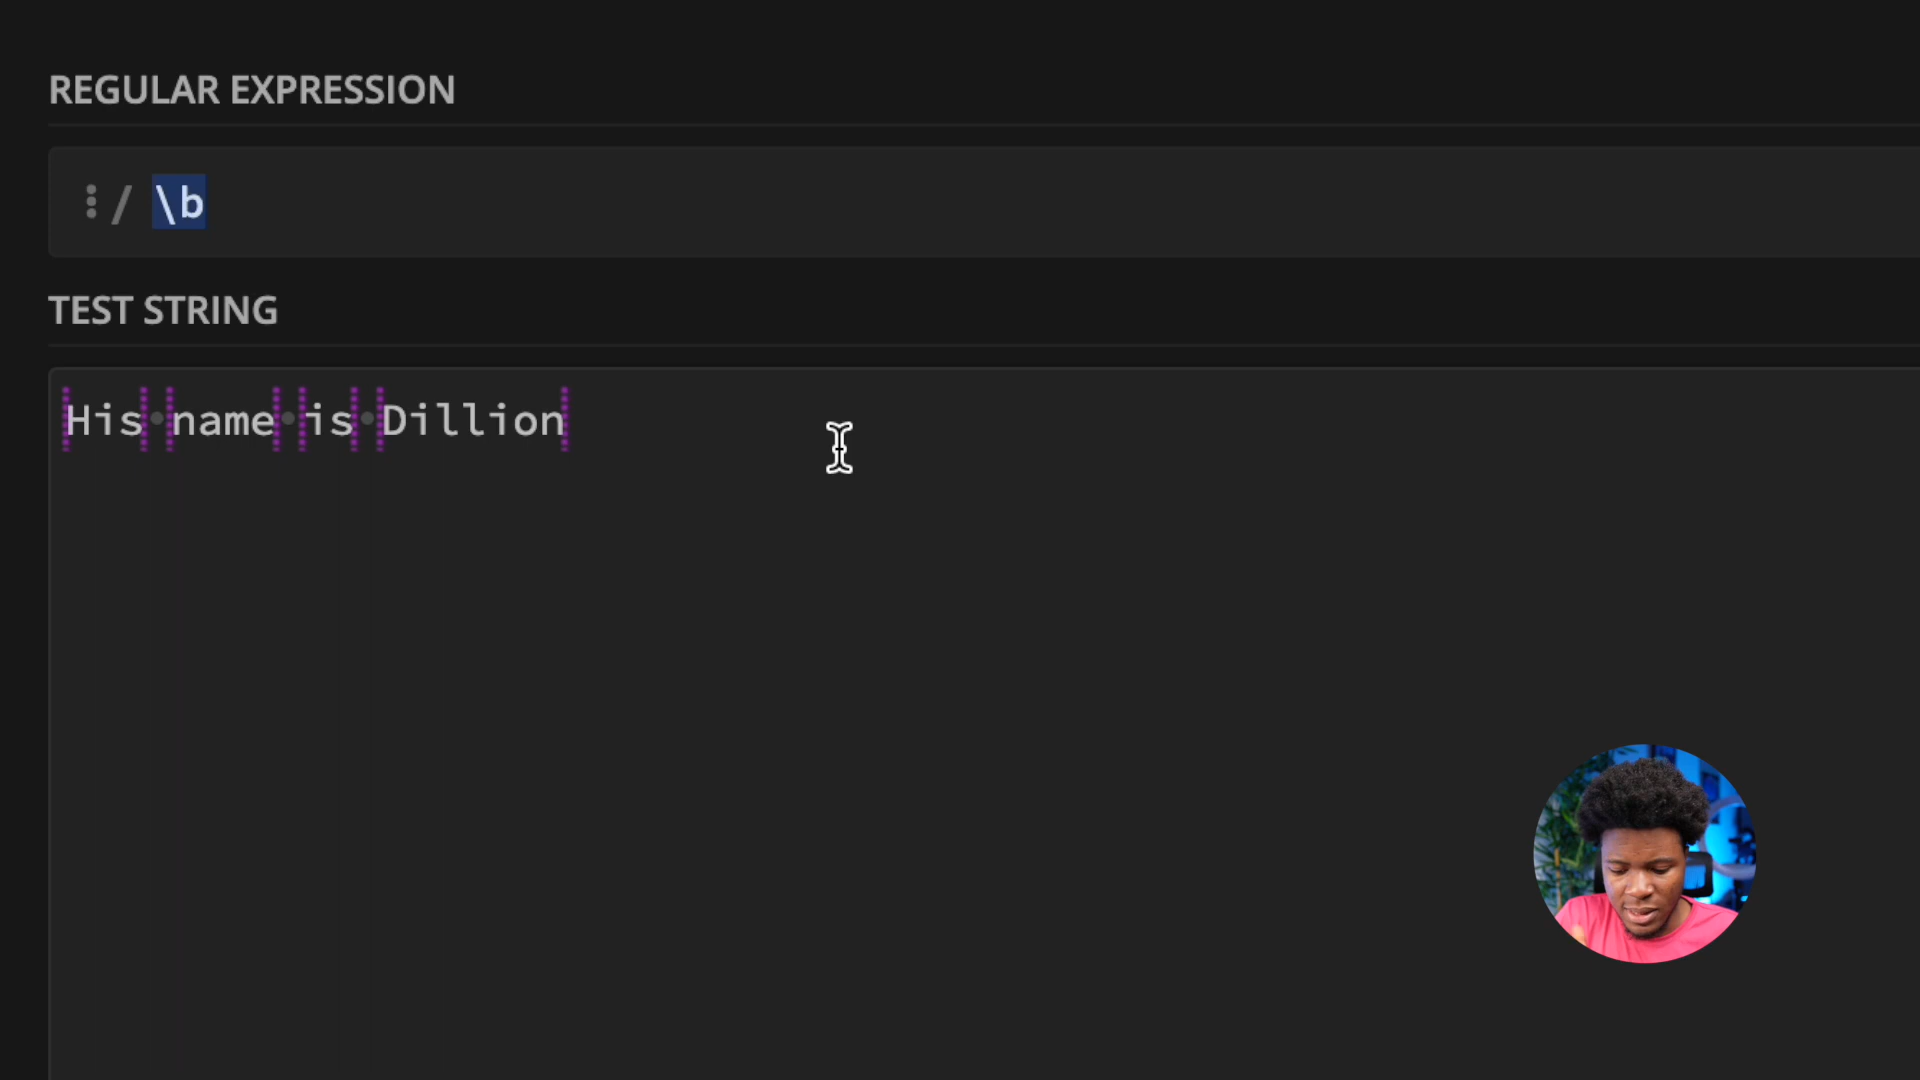 REGULAR EXPRESSION
/ \b
TEST STRING
His·name·is·Dillion